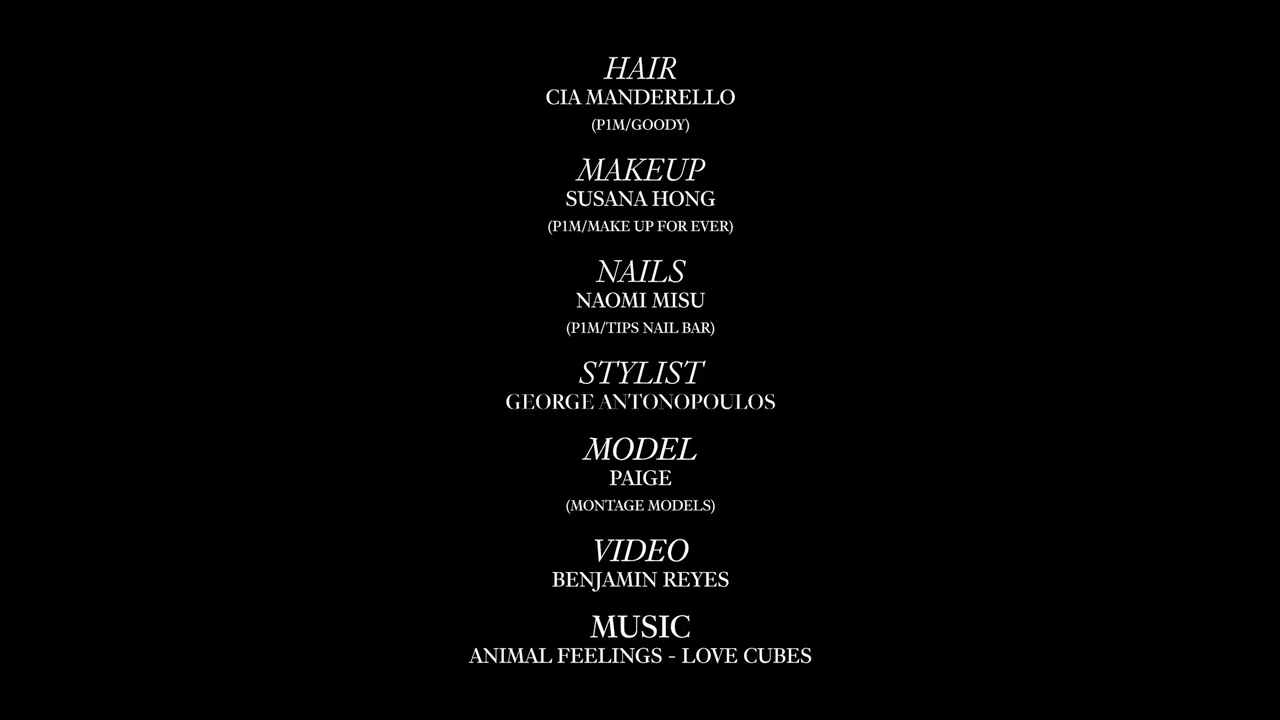 HAIR
CIA MANDERELLO
(P1M/GOODY)
MAKEUP
SUSANA HONG
(P1M/MAKE UP FOR EVER)
NAILS
NAOMI MISU
(P1M/TIPS NAIL BAR)
STYLIST
GEORGE ANTONOPOULOS
MODEL
PAIGE
(MONTAGE MODELS)
VIDEO
BENJAMIN REYES
MUSIC
ANIMAL FEELINGS - LOVE CUBES